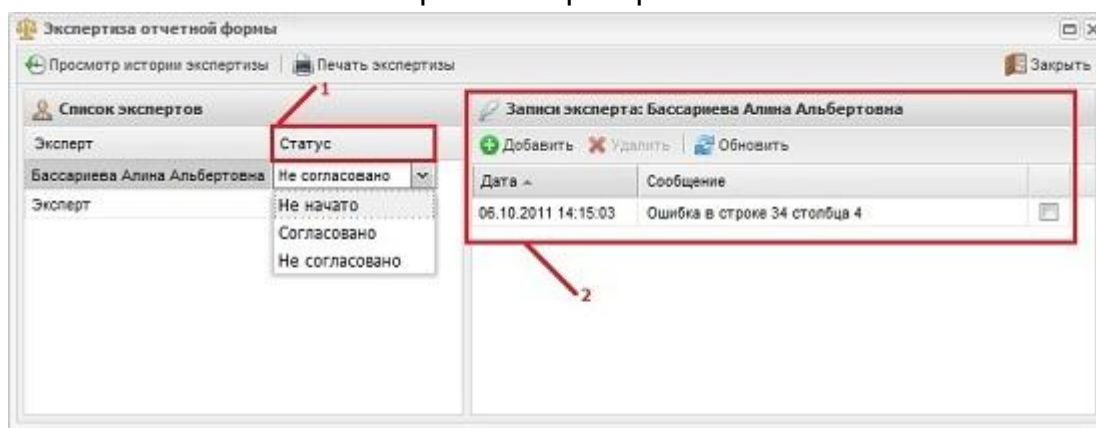 Экспертиза отчетной формы
Просмотр истории экспертизы Печать экспертизы Закрыть
1
Список экспертов
Эксперт Статус
Бассариева Алина Альбертовна Не согласовано
Эксперт Не начато
Согласовано
Не согласовано
Записи эксперта: Бассариева Алина Альбертовна
Добавить Удалить Обновить
Дата Сообщение
06.10.2011 14:15:03 Ошибка в строке 34 столбца 4
2